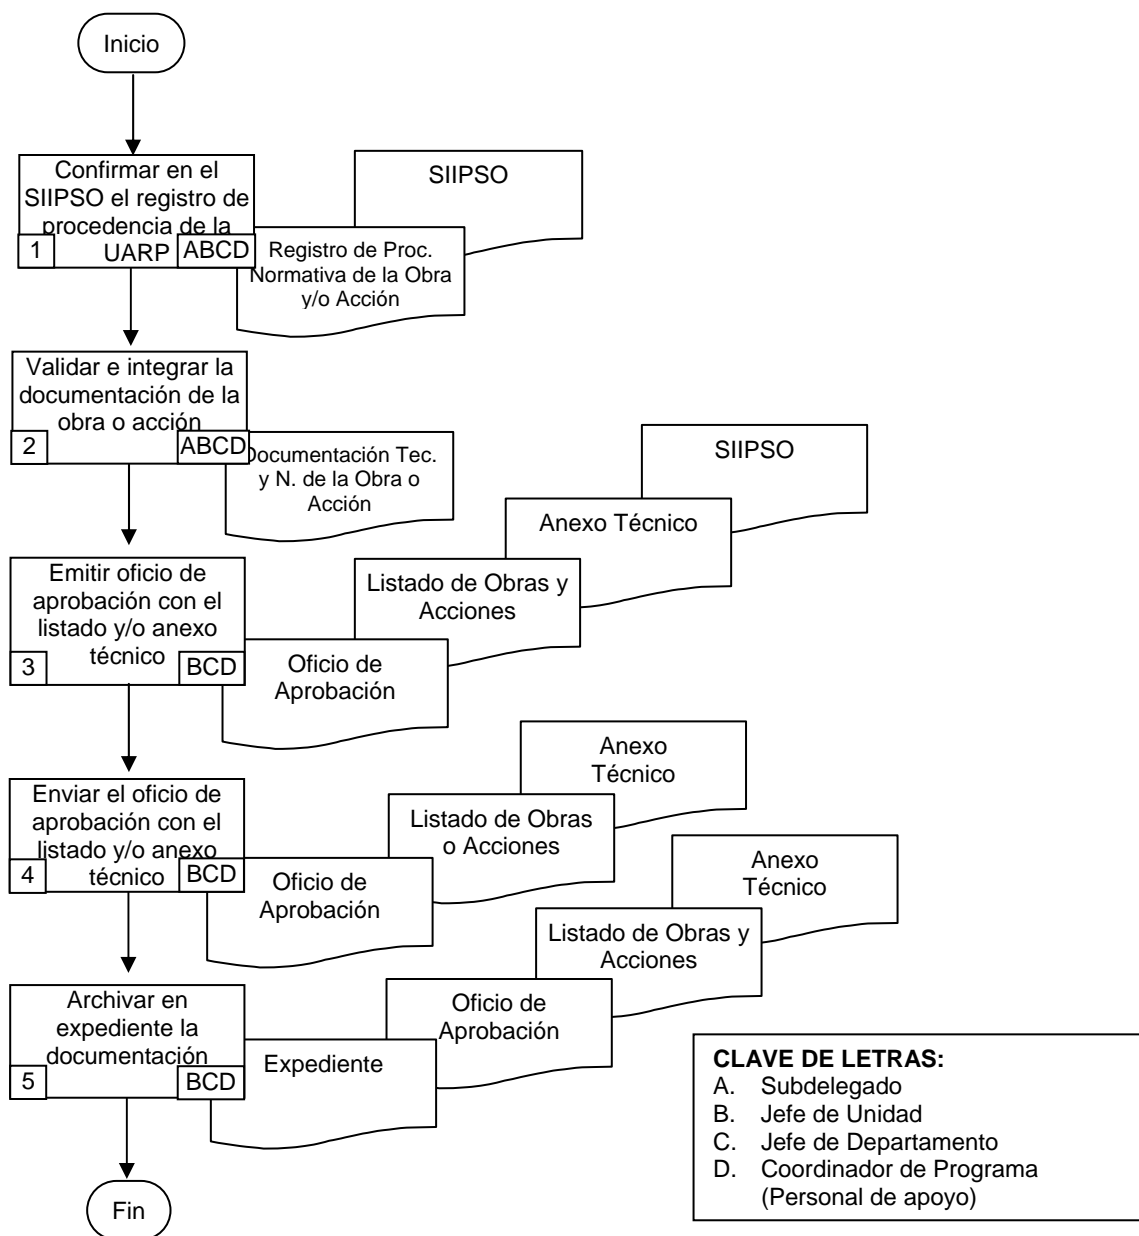 Inicio
Confirmar en el
SIIPSO el registro de
procedencia de la
UARP
1
ABCD
SIIPSO
Registro de Proc.
Normativa de la Obra
y/o Acción
Validar e integrar la
documentación de la
obra o acción
2
ABCD
Documentación Tec.
y N. de la Obra o
Acción
SIIPSO
Anexo Técnico
Listado de Obras y
Acciones
Emitir oficio de
aprobación con el
listado y/o anexo
técnico
3
BCD
Oficio de
Aprobación
Anexo
Técnico
Listado de Obras
o Acciones
Enviar el oficio de
aprobación con el
listado y/o anexo
técnico
4
BCD
Oficio de
Aprobación
Anexo
Técnico
Listado de Obras y
Acciones
Oficio de
Aprobación
Archivar en
expediente la
documentación
5
BCD
Expediente
Fin
CLAVE DE LETRAS:
A. Subdelegado
B. Jefe de Unidad
C. Jefe de Departamento
D. Coordinador de Programa
(Personal de apoyo)